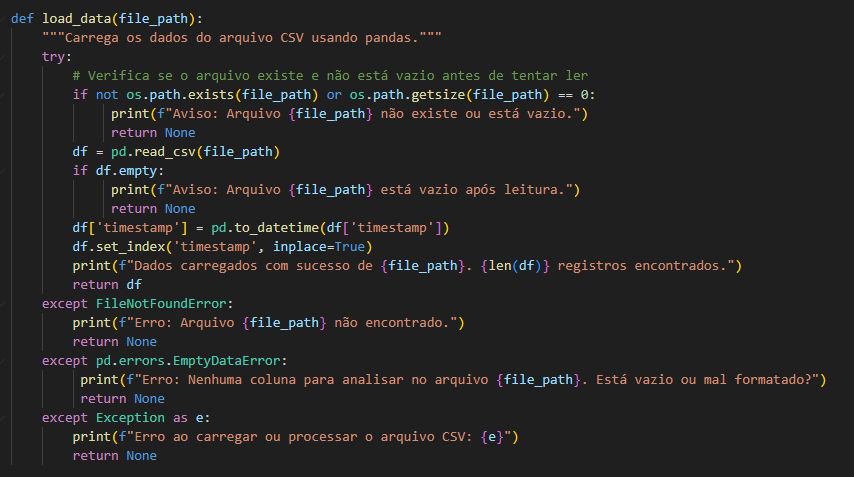 def load_data(file_path):
    """Carrega os dados do arquivo CSV usando pandas."""
    try:
        # Verifica se o arquivo existe e não está vazio antes de tentar ler
        if not os.path.exists(file_path) or os.path.getsize(file_path) == 0:
             print(f"Aviso: Arquivo {file_path} não existe ou está vazio.")
             return None
        df = pd.read_csv(file_path)
        if df.empty:
             print(f"Aviso: Arquivo {file_path} está vazio após leitura.")
             return None
        df['timestamp'] = pd.to_datetime(df['timestamp'])
        df.set_index('timestamp', inplace=True)
        print(f"Dados carregados com sucesso de {file_path}. {len(df)} registros encontrados.")
        return df
    except FileNotFoundError:
        print(f"Erro: Arquivo {file_path} não encontrado.")
        return None
    except pd.errors.EmptyDataError:
         print(f"Erro: Nenhuma coluna para analisar no arquivo {file_path}. Está vazio ou mal formatado?")
         return None
    except Exception as e:
        print(f"Erro ao carregar ou processar o arquivo CSV: {e}")
        return None